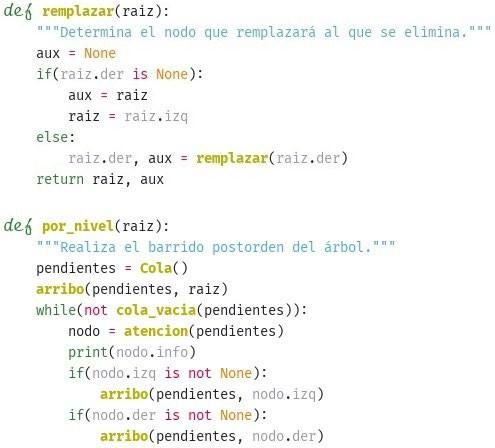 def remplazar(raiz):
    """Determina el nodo que remplazará al que se elimina."""
    aux = None
    if(raiz.der is None):
        aux = raiz
        raiz = raiz.izq
    else:
        raiz.der, aux = remplazar(raiz.der)
    return raiz, aux

def por_nivel(raiz):
    """Realiza el barrido postorden del árbol."""
    pendientes = Cola()
    arribo(pendientes, raiz)
    while(not cola_vacia(pendientes)):
        nodo = atencion(pendientes)
        print(nodo.info)
        if(nodo.izq is not None):
            arribo(pendientes, nodo.izq)
        if(nodo.der is not None):
            arribo(pendientes, nodo.der)